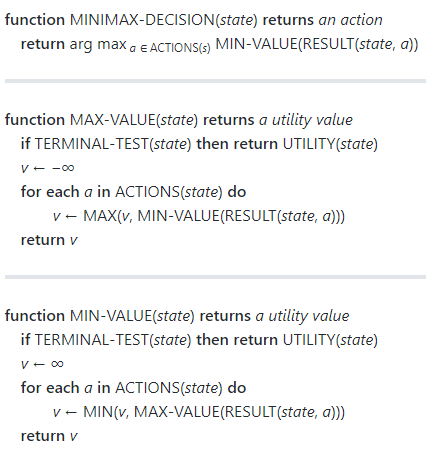 function MINIMAX-DECISION(state) returns an action
return arg max a ∈ ACTIONS(s) MIN-VALUE(RESULT(state, a))
function MAX-VALUE(state) returns a utility value
if TERMINAL-TEST(state) then return UTILITY(state)
v ← −∞
for each a in ACTIONS(state) do
v ← MAX(v, MIN-VALUE(RESULT(state, a)))
return v
function MIN-VALUE(state) returns a utility value
if TERMINAL-TEST(state) then return UTILITY(state)
v ← ∞
for each a in ACTIONS(state) do
v ← MIN(v, MAX-VALUE(RESULT(state, a)))
return v